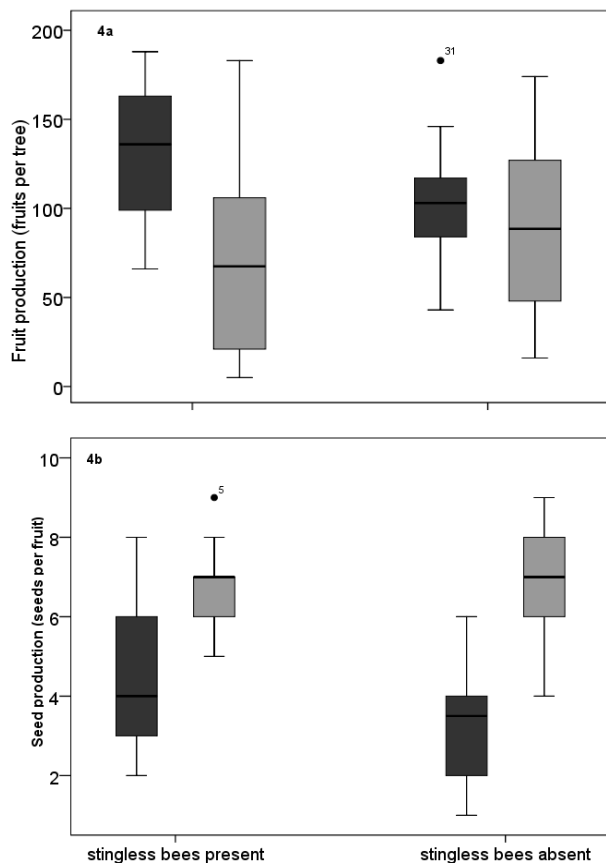 4a
Fruit production (fruits per tree)
200
150
100
50
0
31
4b
Seed production (seeds per fruit)
10
8
6
4
2
5
stingless bees present
stingless bees absent